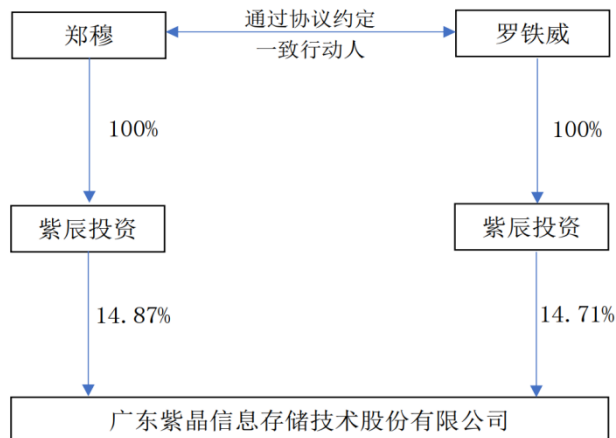 郑穆
通过协议约定
一致行动人
罗铁威
100%
100%
紫辰投资
紫辰投资
14.87%
14.71%
广东紫晶信息存储技术股份有限公司